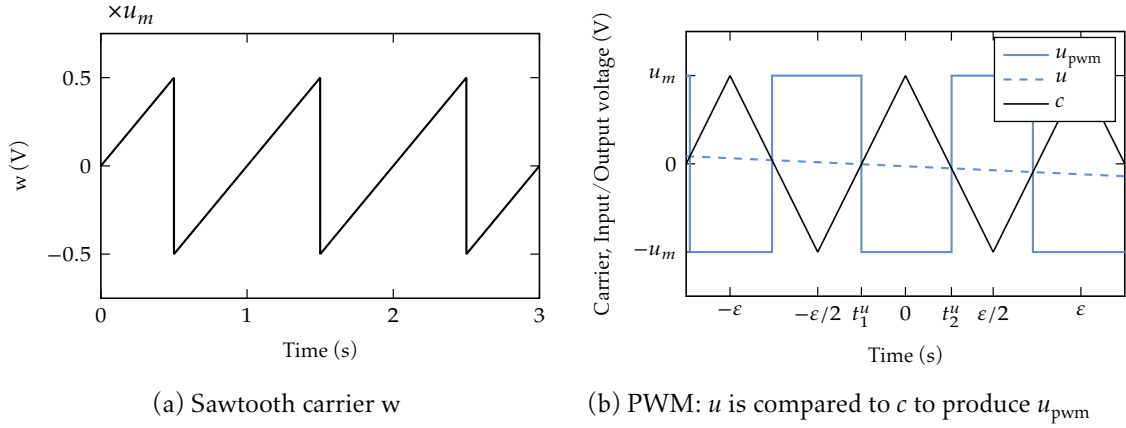 ×u_m
0.5
0
−0.5
w (V)
0 1 2 3
Time (s)
(a) Sawtooth carrier w
Carrier, Input/Output voltage (V)
u_m
0
−u_m
u_pwm
u
c
−ε −ε/2 t_1^u 0 t_2^u ε/2 ε
Time (s)
(b) PWM: u is compared to c to produce u_pwm